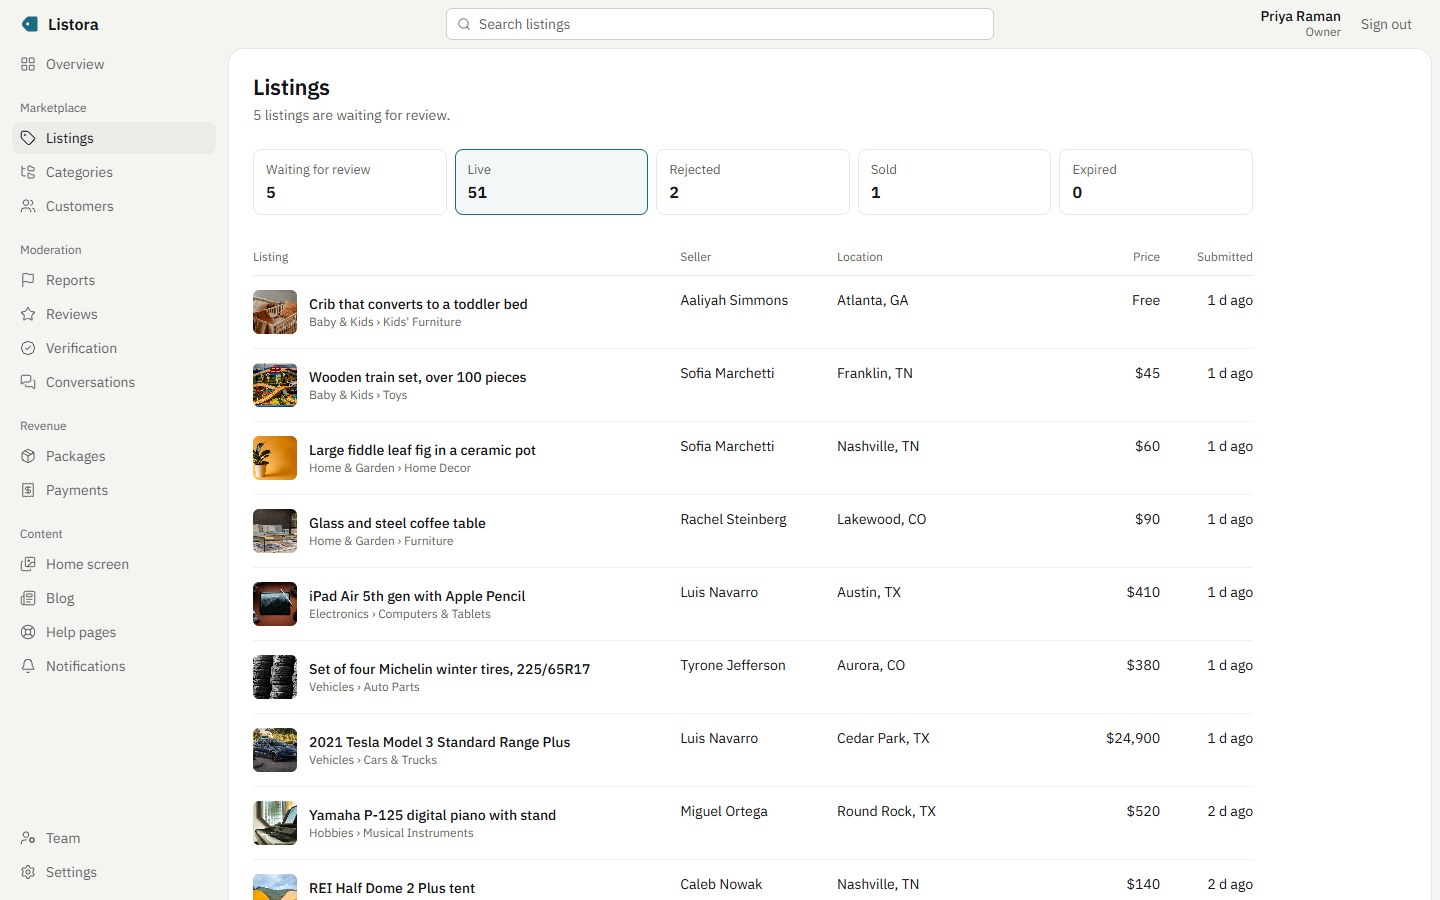 Listora
Search listings
Priya Raman
Owner
Sign out
Overview
Marketplace
Listings
Categories
Customers
Moderation
Reports
Reviews
Verification
Conversations
Revenue
Packages
Payments
Content
Home screen
Blog
Help pages
Notifications
Team
Settings
Listings
5 listings are waiting for review.
Waiting for review
5
Live
51
Rejected
2
Sold
1
Expired
0
Listing Seller Location Price Submitted
Crib that converts to a toddler bed Aaliyah Simmons Atlanta, GA Free 1 d ago
Baby & Kids › Kids' Furniture
Wooden train set, over 100 pieces Sofia Marchetti Franklin, TN $45 1 d ago
Baby & Kids › Toys
Large fiddle leaf fig in a ceramic pot Sofia Marchetti Nashville, TN $60 1 d ago
Home & Garden › Home Decor
Glass and steel coffee table Rachel Steinberg Lakewood, CO $90 1 d ago
Home & Garden › Furniture
iPad Air 5th gen with Apple Pencil Luis Navarro Austin, TX $410 1 d ago
Electronics › Computers & Tablets
Set of four Michelin winter tires, 225/65R17 Tyrone Jefferson Aurora, CO $380 1 d ago
Vehicles › Auto Parts
2021 Tesla Model 3 Standard Range Plus Luis Navarro Cedar Park, TX $24,900 1 d ago
Vehicles › Cars & Trucks
Yamaha P-125 digital piano with stand Miguel Ortega Round Rock, TX $520 2 d ago
Hobbies › Musical Instruments
REI Half Dome 2 Plus tent Caleb Nowak Nashville, TN $140 2 d ago